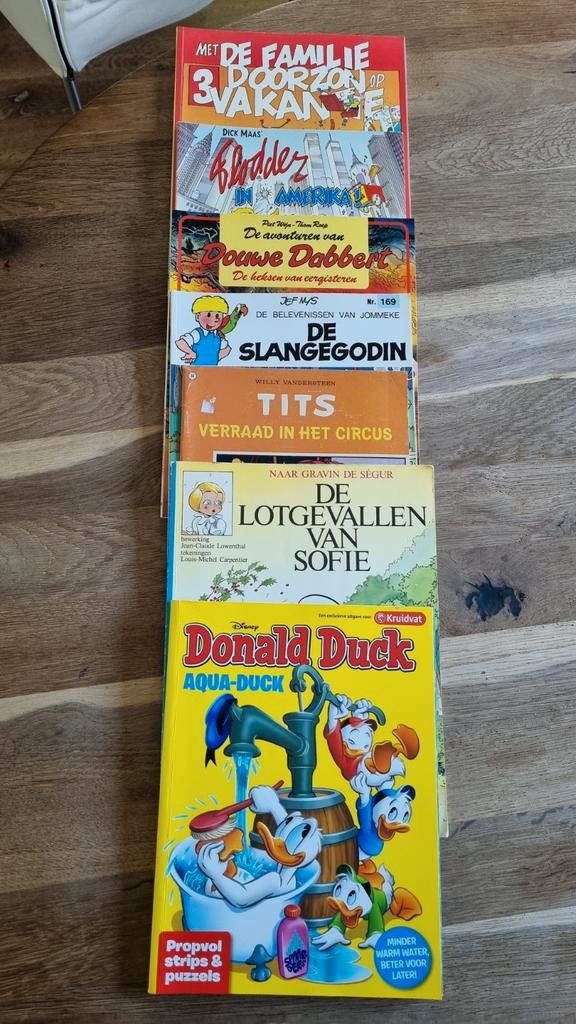 MET DE FAMILIE
3 DOORZON OP
VAKANTIE
DICK MAAS'
Flodder
IN AMERIKA!
Piet Wijn - Thom Roep
De avonturen van
Douwe Dabbert
De heksen van eergisteren
JEF NYS
Nr. 169
DE BELEVENISSEN VAN JOMMEKE
DE
SLANGEGODIN
WILLY VANDERSTEEN
TITS
VERRAAD IN HET CIRCUS
NAAR GRAVIN DE SÉGUR
DE
LOTGEVALLEN
VAN
SOFIE
bewerking
Jean-Claude Lowenthal
tekeningen
Louis-Michel Carpentier
Een exclusieve uitgave voor Kruidvat
Disney
Donald Duck
AQUA-DUCK
Propvol
strips &
puzzels
MINDER
WARM WATER,
BETER VOOR
LATER!